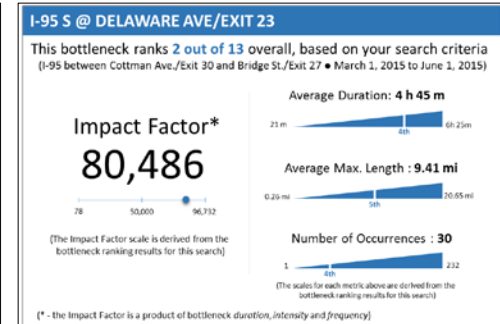 I-95 S @ DELAWARE AVE/EXIT 23
This bottleneck ranks 2 out of 13 overall, based on your search criteria
(I-95 between Cottman Ave./Exit 30 and Bridge St./Exit 27 ● March 1, 2015 to June 1, 2015)
Impact Factor*
80,486
78 50,000 96,732
(The Impact Factor scale is derived from the
bottleneck ranking results for this search)
Average Duration: 4 h 45 m
21 m 6h 25m
4th
Average Max. Length : 9.41 mi
0.26 mi 20.65 mi
5th
Number of Occurrences : 30
1 232
4th
(The scales for each metric above are derived from the
bottleneck ranking results for this search)
(* - the Impact Factor is a product of bottleneck duration, intensity and frequency)